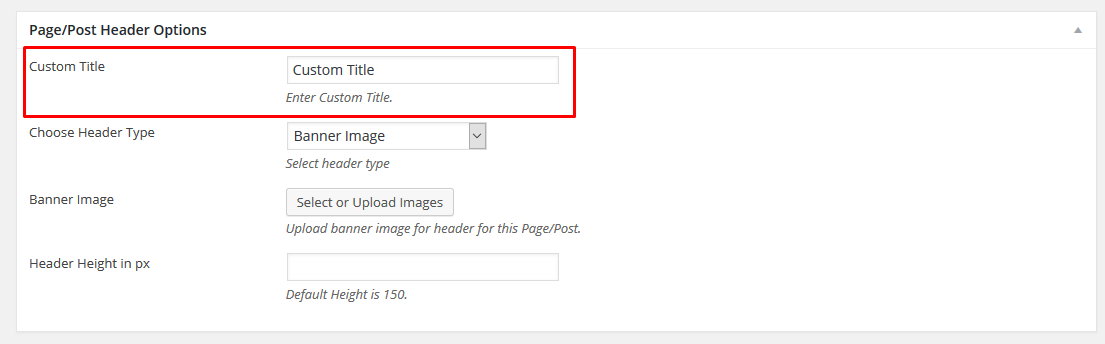 Page/Post Header Options
Custom Title
Custom Title
Enter Custom Title.
Choose Header Type
Banner Image
Select header type
Banner Image
Select or Upload Images
Upload banner image for header for this Page/Post.
Header Height in px
Default Height is 150.